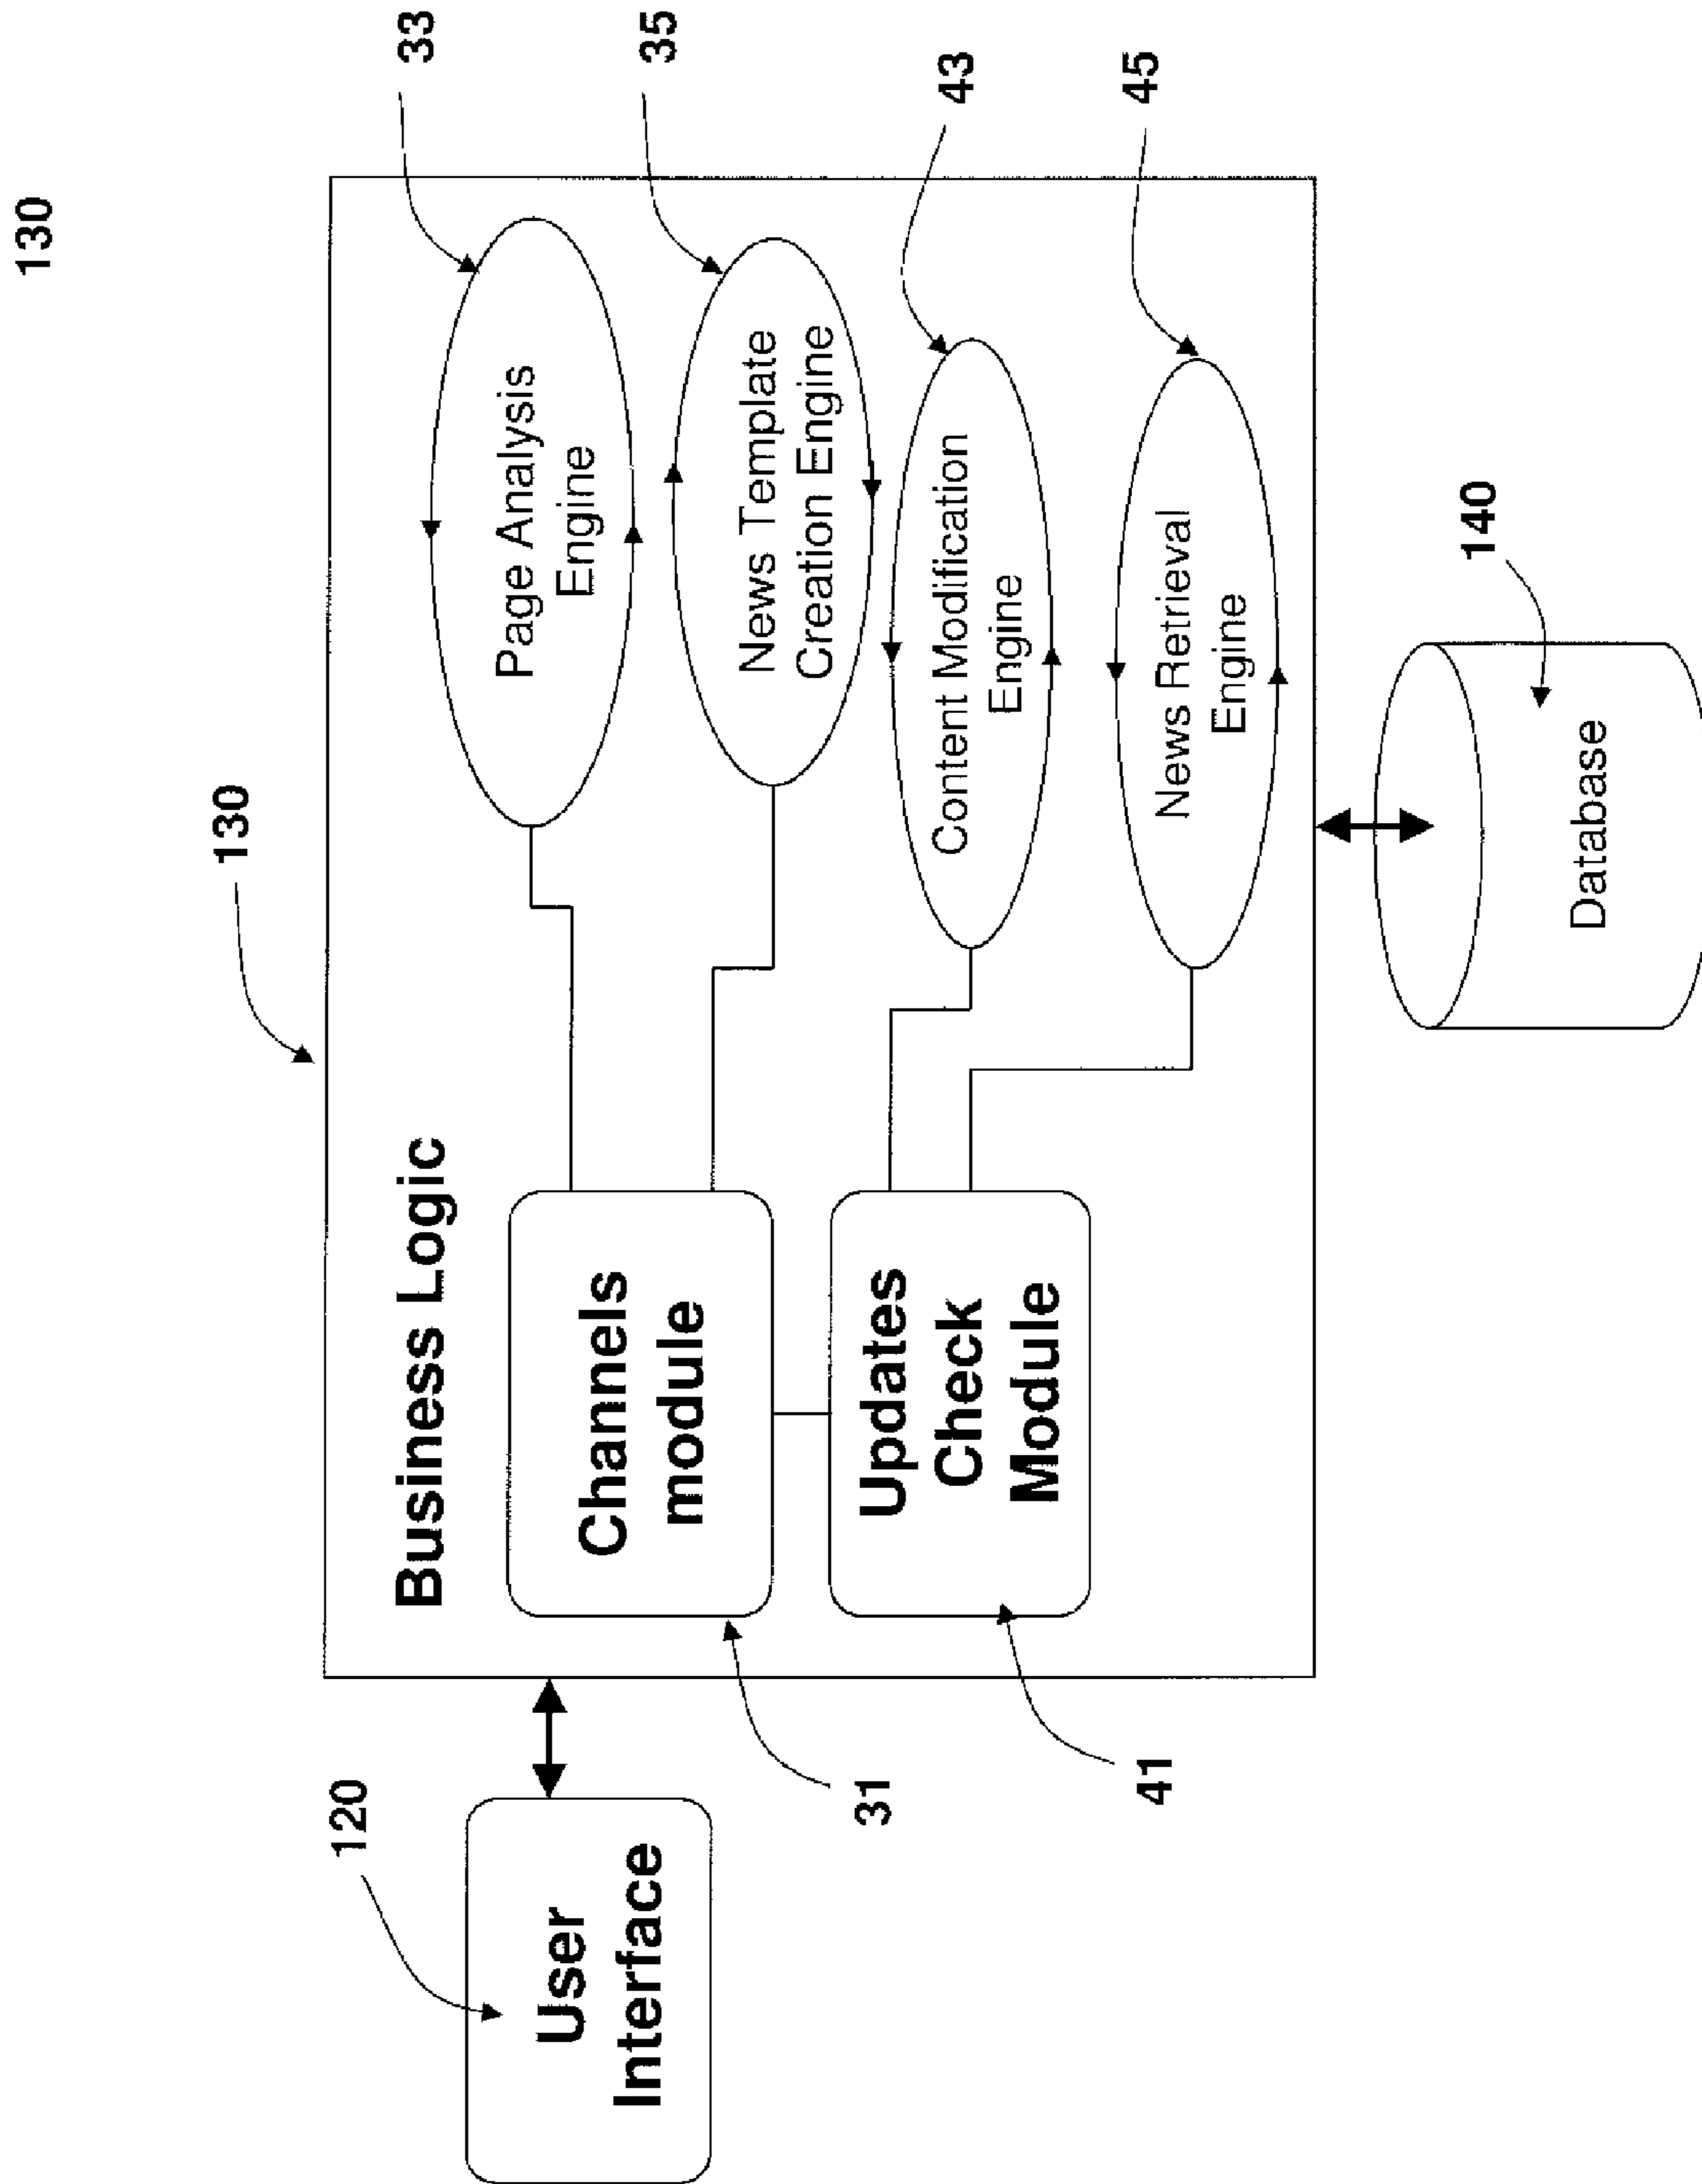 130
130
Business Logic
33
35
43
45
120
User
Interface
Channels
module
Updates
Check
Module
31
41
Page Analysis
Engine
News Template
Creation Engine
Content Modification
Engine
News Retrieval
Engine
140
Database